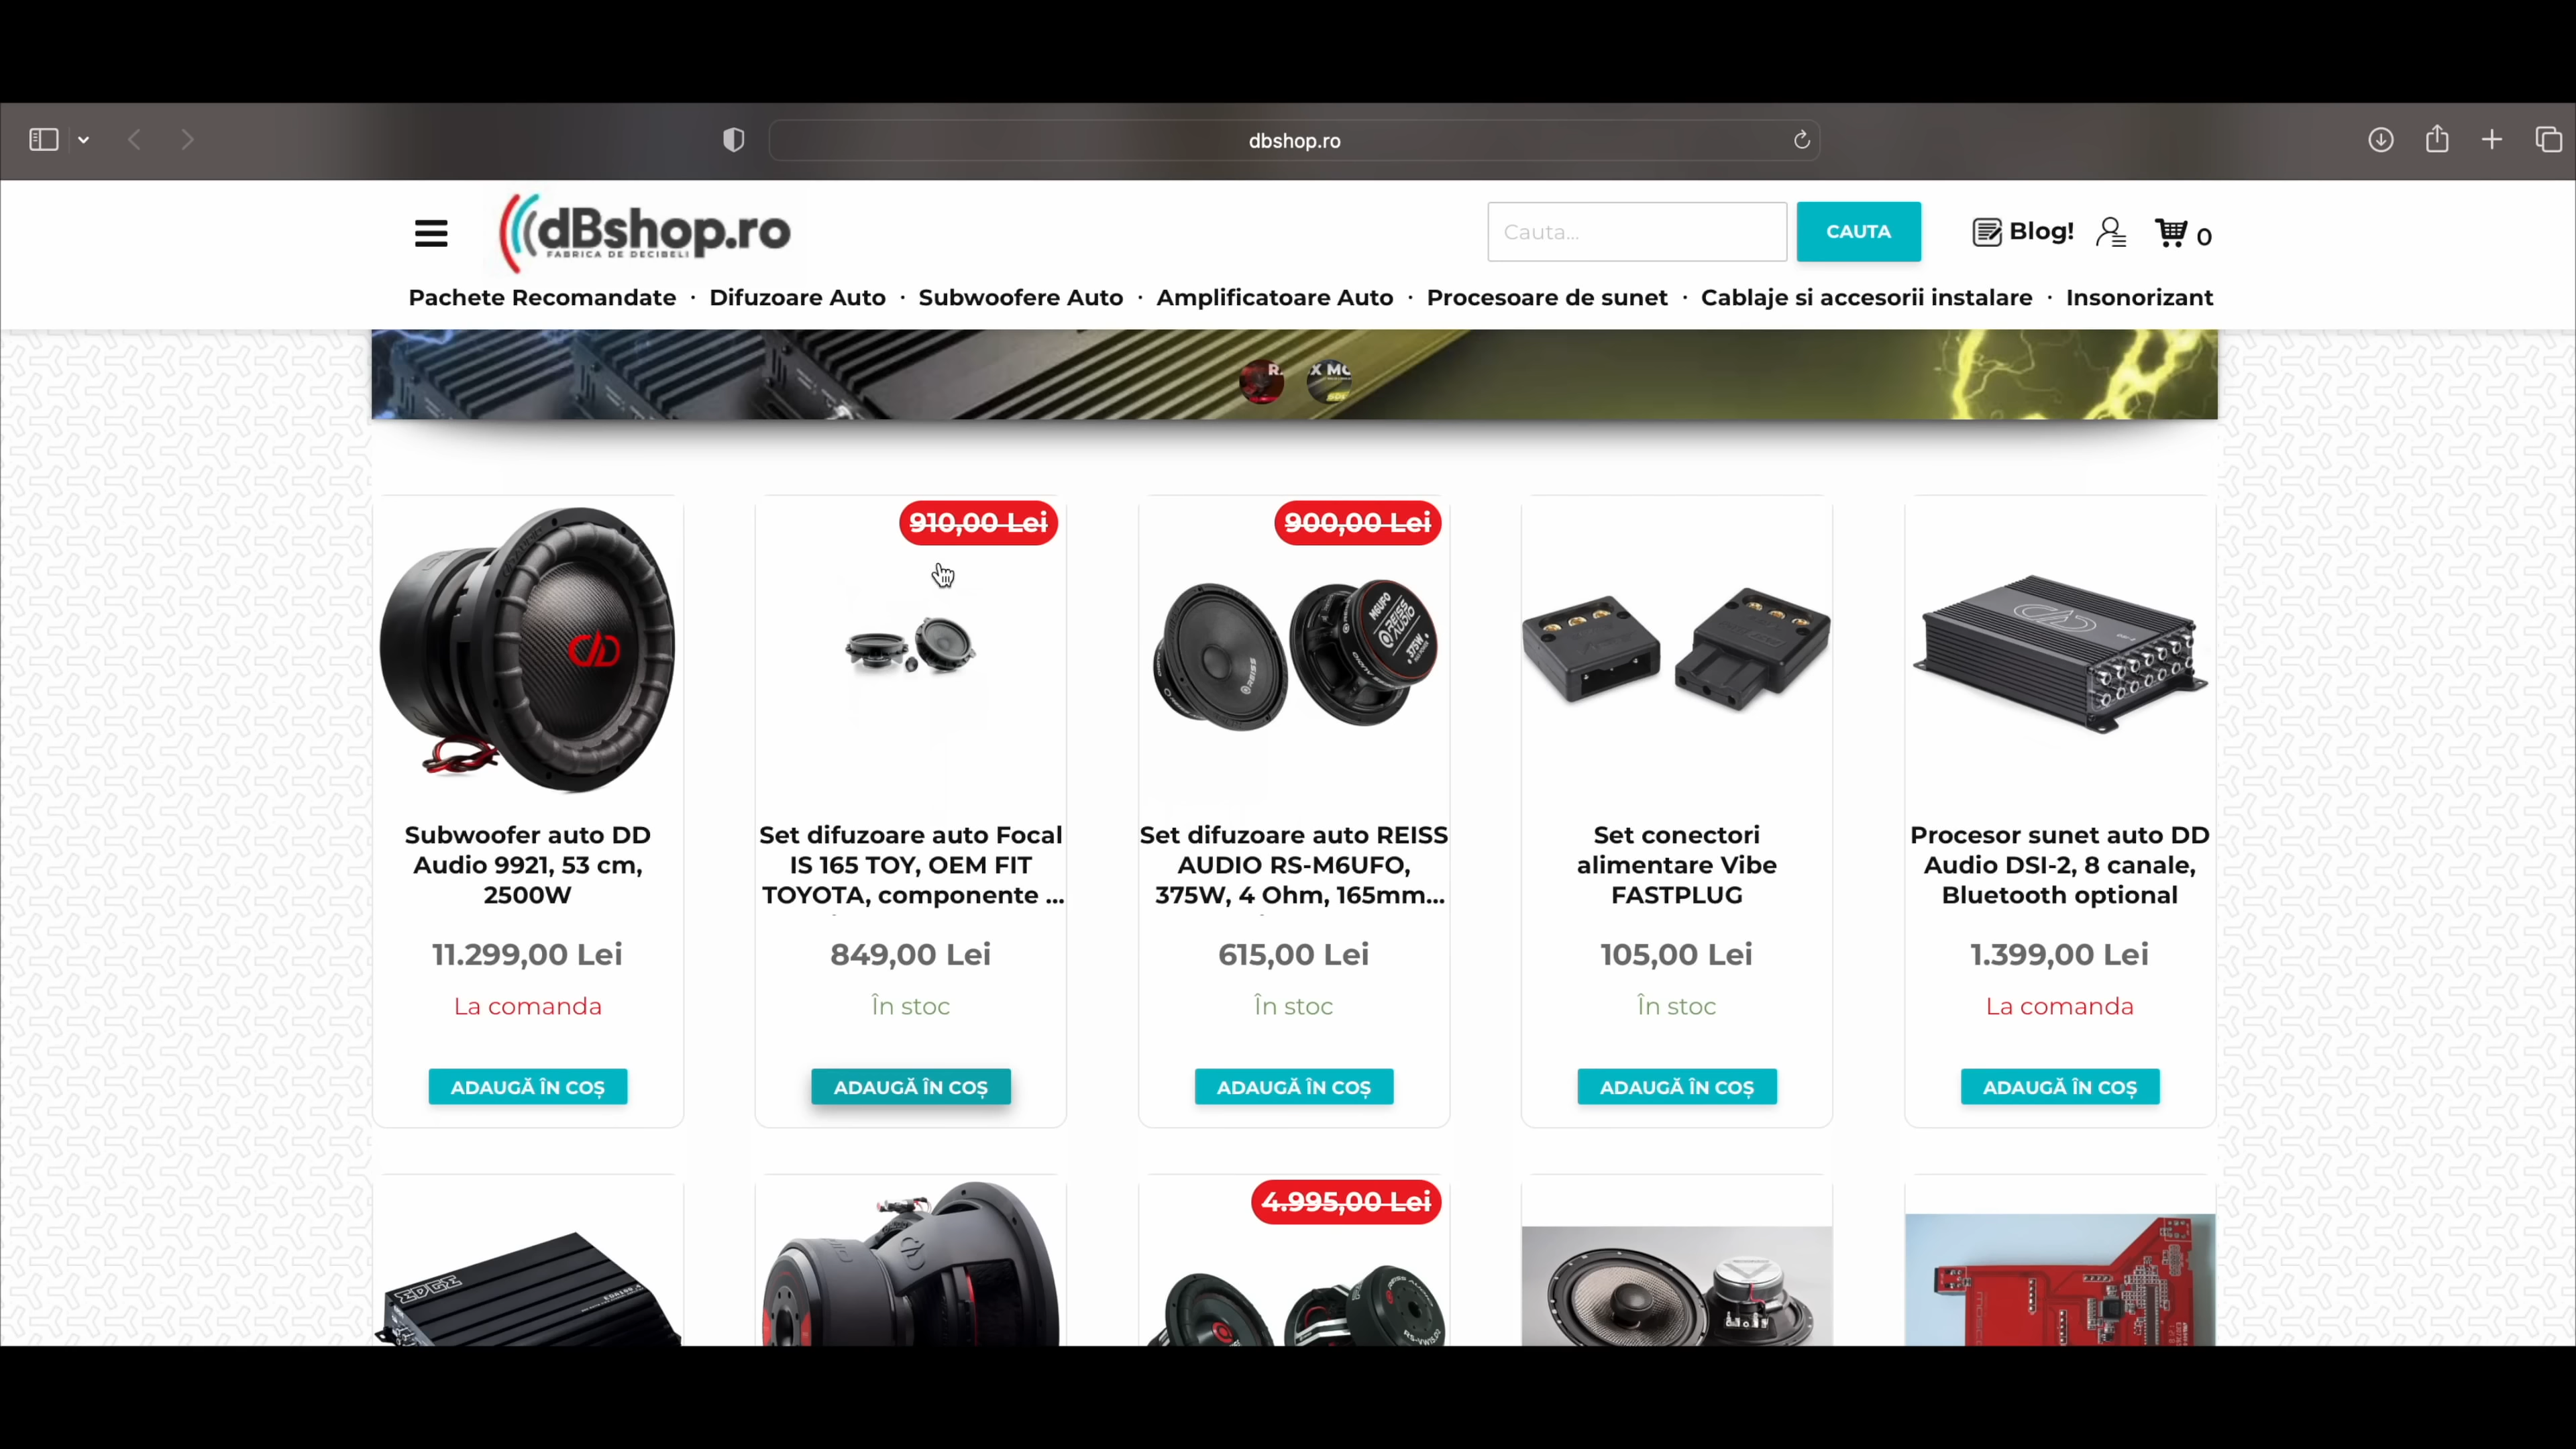 dbshop.ro
dBshop.ro
FABRICA DE DECIBELI
Cauta...
CAUTA
Blog!
0
Pachete Recomandate · Difuzoare Auto · Subwoofere Auto · Amplificatoare Auto · Procesoare de sunet · Cablaje si accesorii instalare · Insonorizant
910,00 Lei
900,00 Lei
M6UFO
REISS AUDIO
375W
REISS
Subwoofer auto DD
Audio 9921, 53 cm,
2500W
11.299,00 Lei
La comanda
ADAUGĂ ÎN COȘ
Set difuzoare auto Focal
IS 165 TOY, OEM FIT
TOYOTA, componente ...
849,00 Lei
În stoc
ADAUGĂ ÎN COȘ
Set difuzoare auto REISS
AUDIO RS-M6UFO,
375W, 4 Ohm, 165mm...
615,00 Lei
În stoc
ADAUGĂ ÎN COȘ
Set conectori
alimentare Vibe
FASTPLUG
105,00 Lei
În stoc
ADAUGĂ ÎN COȘ
Procesor sunet auto DD
Audio DSI-2, 8 canale,
Bluetooth optional
1.399,00 Lei
La comanda
ADAUGĂ ÎN COȘ
4.995,00 Lei
EDGE